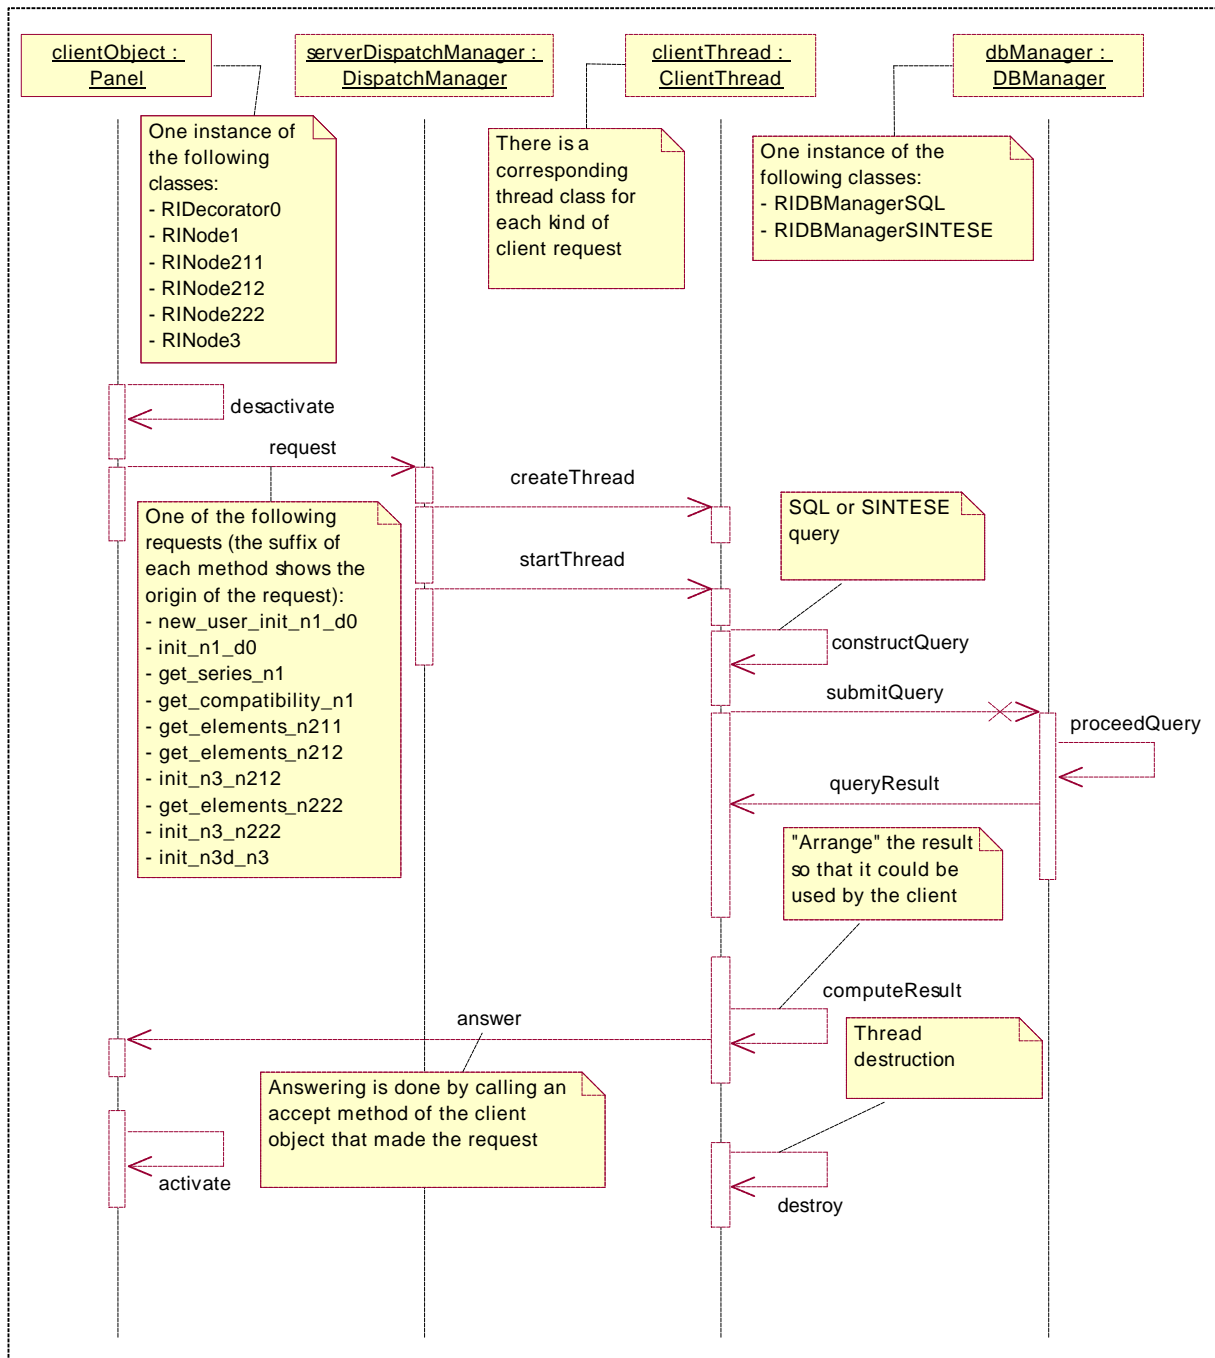 clientObject :
Panel
serverDispatchManager :
DispatchManager
clientThread :
ClientThread
dbManager :
DBManager
One instance of
the following
classes:
- RIDecorator0
- RINode1
- RINode211
- RINode212
- RINode222
- RINode3
There is a
corresponding
thread class for
each kind of
client request
One instance of the
following classes:
- RIDBManagerSQL
- RIDBManagerSINTESE
desactivate
request
createThread
One of the following
requests (the suffix of
each method shows the
origin of the request):
- new_user_init_n1_d0
- init_n1_d0
- get_series_n1
- get_compatibility_n1
- get_elements_n211
- get_elements_n212
- init_n3_n212
- get_elements_n222
- init_n3_n222
- init_n3d_n3
SQL or SINTESE
query
startThread
constructQuery
submitQuery
proceedQuery
queryResult
"Arrange" the result
so that it could be
used by the client
computeResult
answer
Thread
destruction
Answering is done by calling an
accept method of the client
object that made the request
activate
destroy